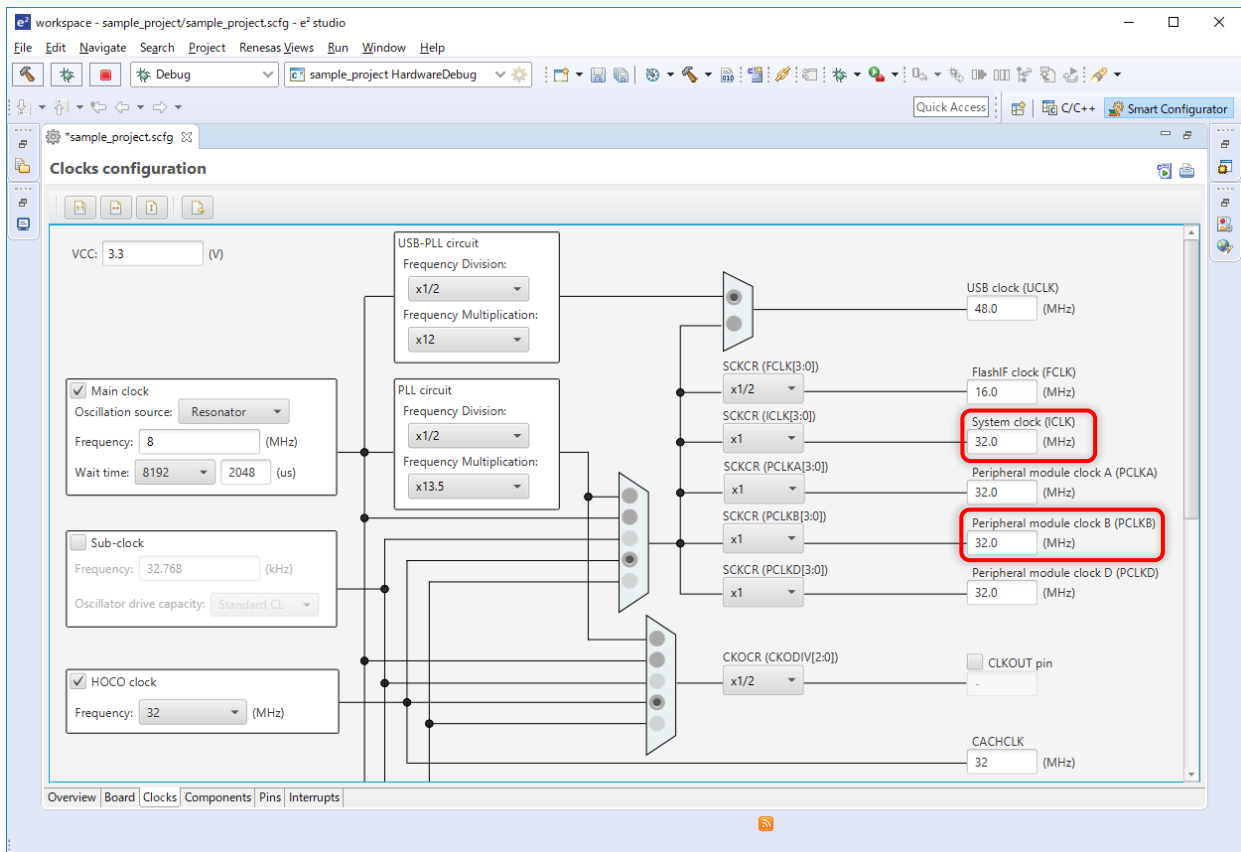 workspace - sample_project/sample_project.scfg - e² studio
File Edit Navigate Search Project Renesas Views Run Window Help
Debug
sample_project HardwareDebug
Quick Access
C/C++
Smart Configurator
*sample_project.scfg
Clocks configuration
VCC: 3.3 (V)
USB-PLL circuit
Frequency Division:
x1/2
Frequency Multiplication:
x12
USB clock (UCLK)
48.0 (MHz)
Main clock
Oscillation source: Resonator
Frequency: 8 (MHz)
Wait time: 8192 2048 (us)
PLL circuit
Frequency Division:
x1/2
Frequency Multiplication:
x13.5
SCKCR (FCLK[3:0])
x1/2
FlashIF clock (FCLK)
16.0 (MHz)
SCKCR (ICLK[3:0])
x1
System clock (ICLK)
32.0 (MHz)
SCKCR (PCLKA[3:0])
x1
Peripheral module clock A (PCLKA)
32.0 (MHz)
SCKCR (PCLKB[3:0])
x1
Peripheral module clock B (PCLKB)
32.0 (MHz)
SCKCR (PCLKD[3:0])
x1
Peripheral module clock D (PCLKD)
32.0 (MHz)
Sub-clock
Frequency: 32.768 (kHz)
Oscillator drive capacity: Standard CL
HOCO clock
Frequency: 32 (MHz)
CKOCR (CKODIV[2:0])
x1/2
CLKOUT pin
-
CACHCLK
32 (MHz)
Overview Board Clocks Components Pins Interrupts